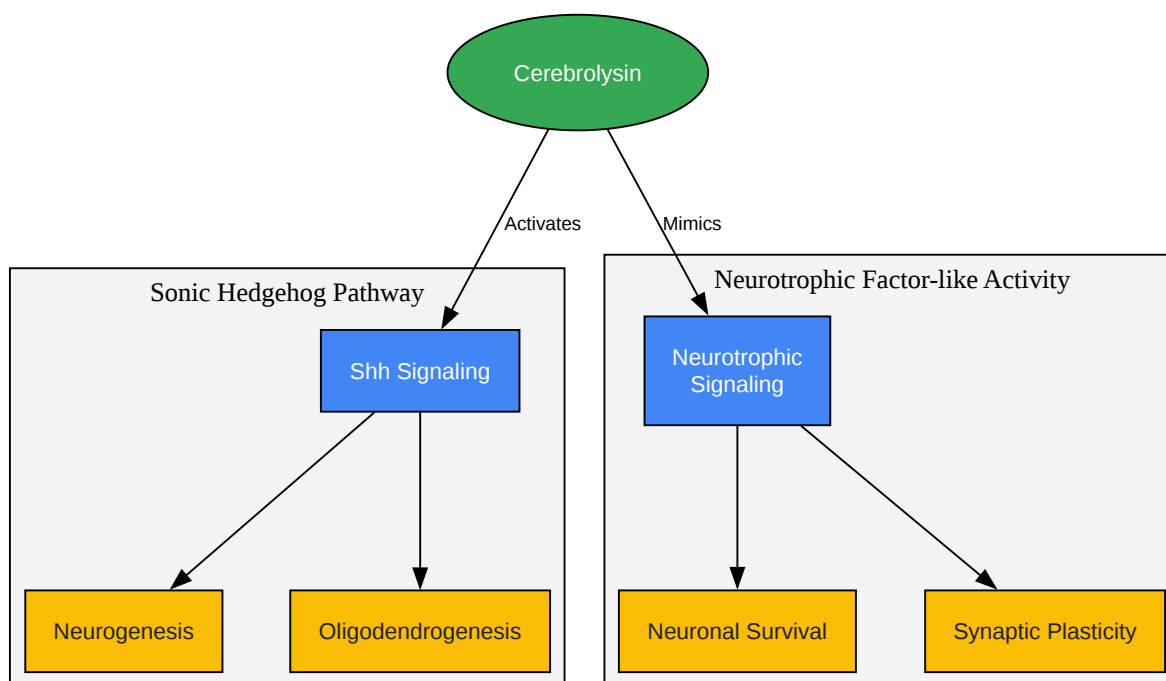 Cerebrolysin
Activates
Mimics
Sonic Hedgehog Pathway
Neurotrophic Factor-like Activity
Shh Signaling
Neurotrophic
Signaling
Neurogenesis
Oligodendrogenesis
Neuronal Survival
Synaptic Plasticity